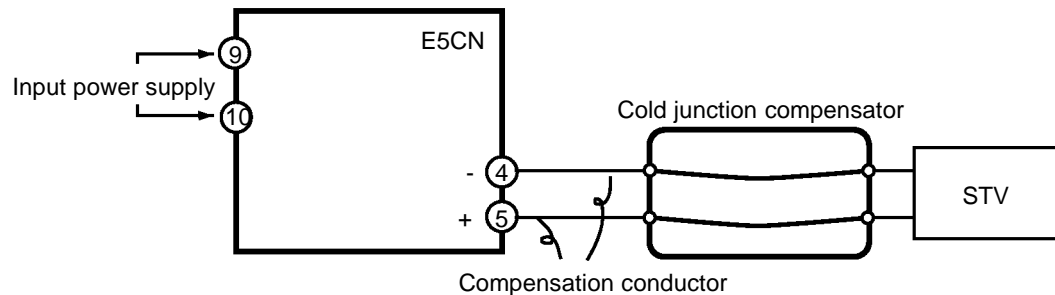 E5CN
9
Input power supply
10
Cold junction compensator
- 4
STV
+ 5
Compensation conductor